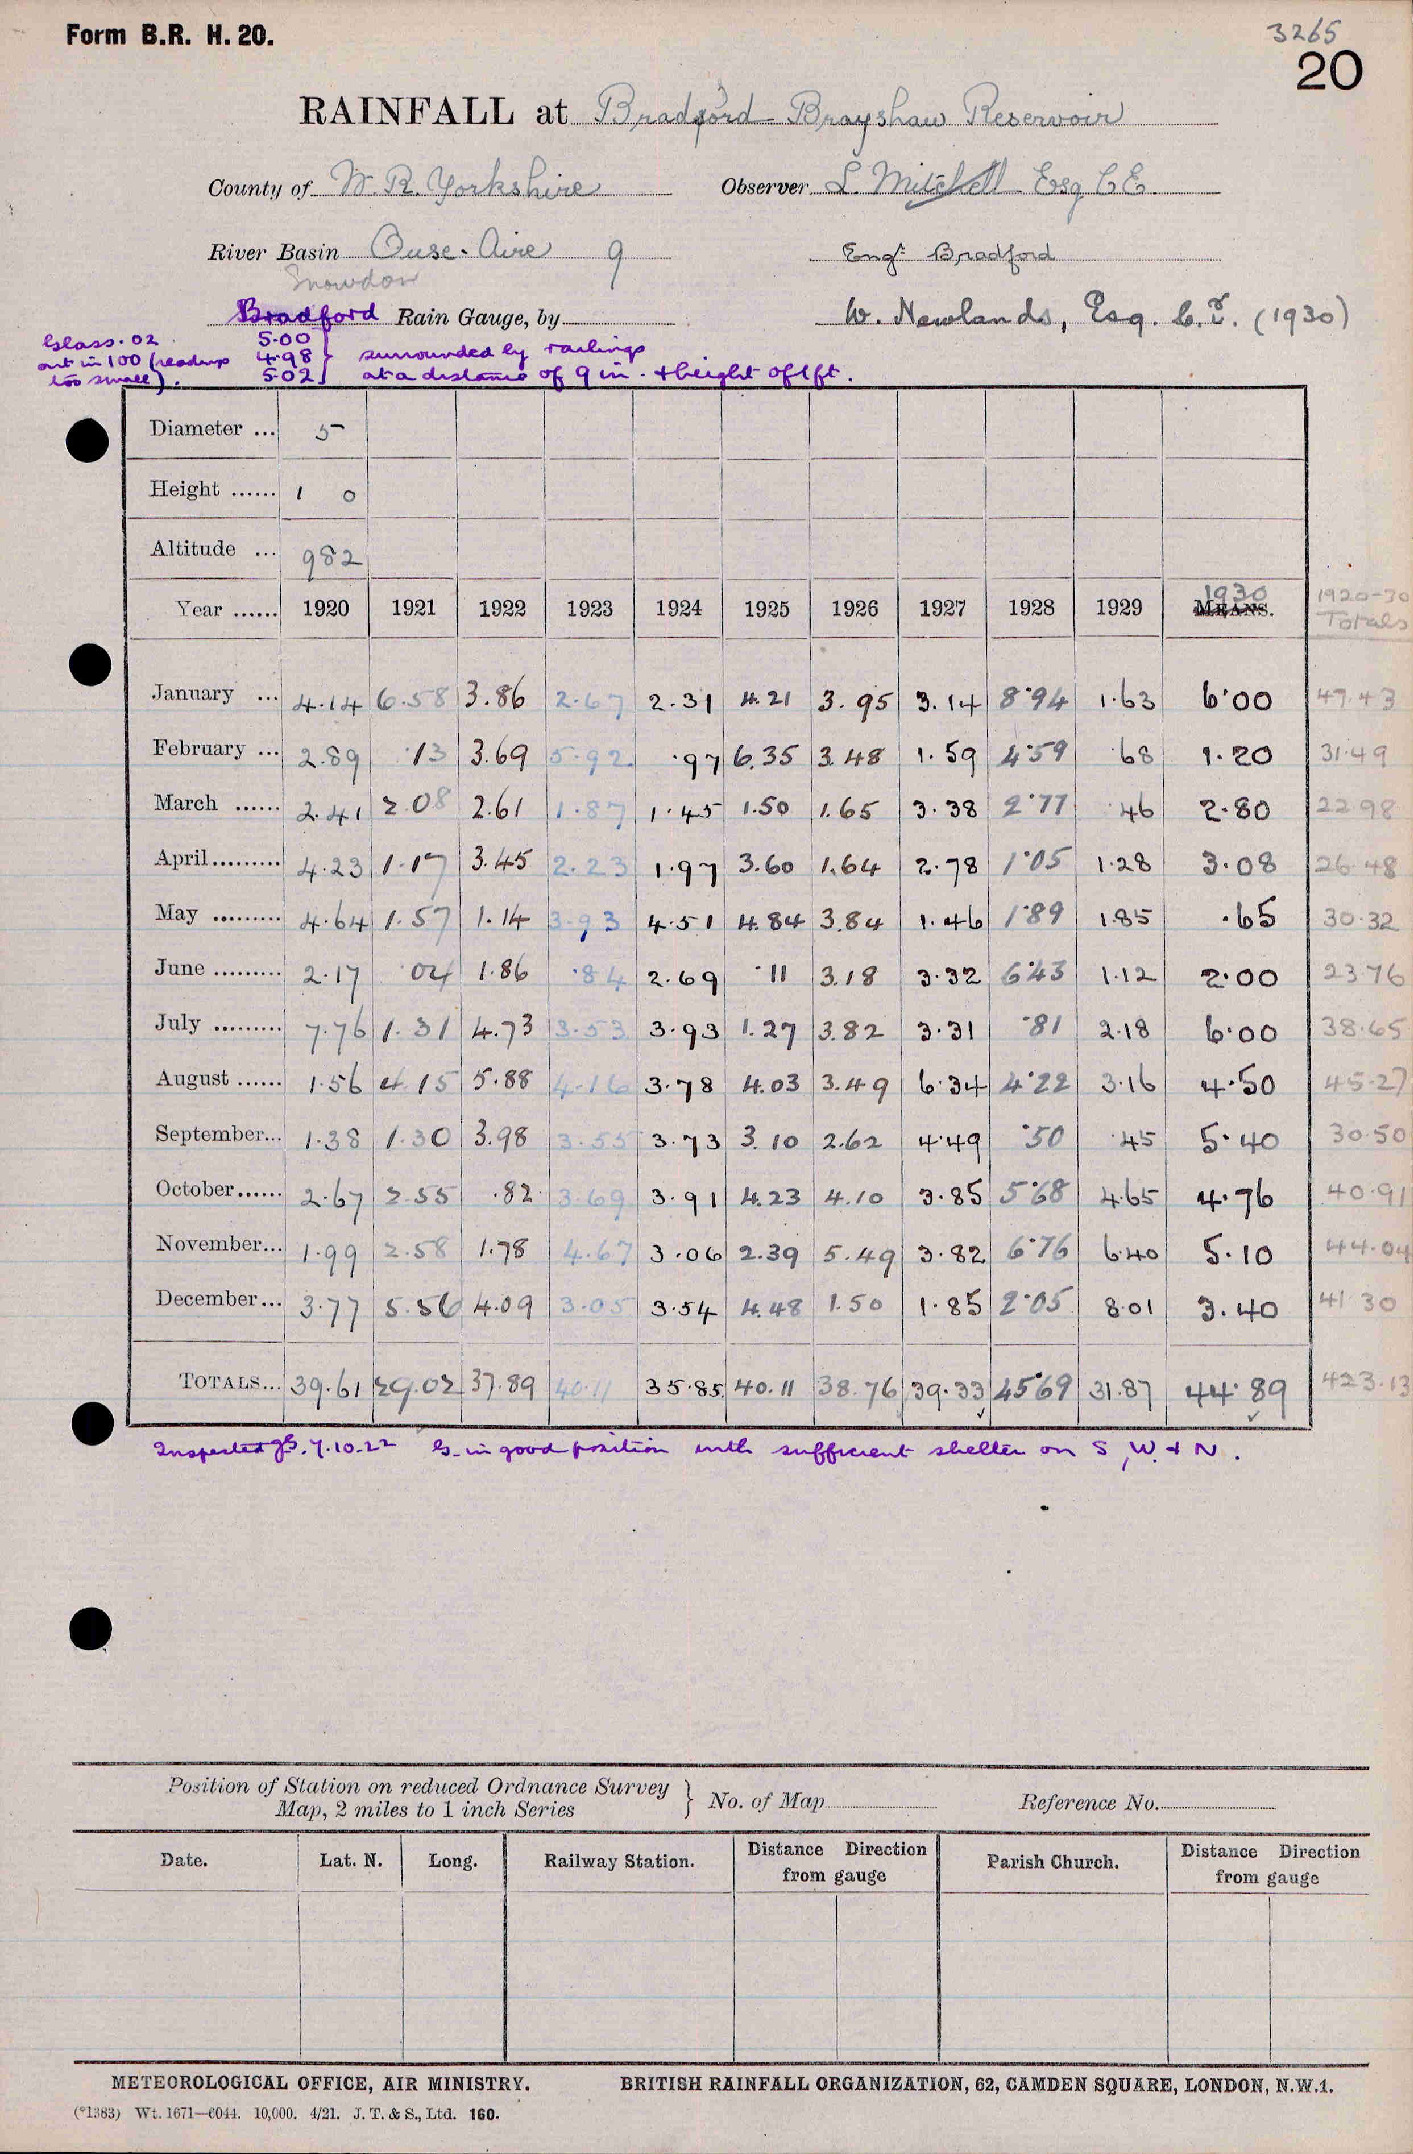 Form B.R. H. 20.
3265
20
RAINFALL at Bradford Brayshaw Reservoir
County of W. R. Yorkshire Observer L. Mitchell Esq C E
River Basin Ouse. Aire 9 Engr. Bradford
Snowdon
Bradford Rain Gauge, by W. Newlands, Esq. C.E. (1930)
Glass .02 5.00
out in 100 (readings 4.98 } surrounded by railings
too small). 5.02 at a distance of 9 in. & height of 1 ft.
Diameter ... 5
Height ...... 1 0
Altitude ... 982
Year ...... 1920 1921 1922 1923 1924 1925 1926 1927 1928 1929 MEANS. 1930 1920-30 Totals
January ... 4.14 6.58 3.86 2.67 2.31 4.21 3.95 3.14 8.94 1.63 6.00 47.43
February ... 2.89 .13 3.69 5.92 .97 6.35 3.48 1.59 4.59 68 1.20 31.49
March ...... 2.41 2.08 2.61 1.87 1.45 1.50 1.65 3.38 2.77 46 2.80 22 98
April......... 4.23 1.17 3.45 2.23 1.97 3.60 1.64 2.78 1.05 1.28 3.08 26.48
May ......... 4.64 1.57 1.14 3.93 4.51 4.84 3.84 1.46 1.89 1.85 .65 30.32
June ......... 2.17 04 1.86 .84 2.69 .11 3.18 3.32 6.43 1.12 2.00 23 76
July ......... 7.76 1.31 4.73 3.53 3.93 1.27 3.82 3.31 .81 2.18 6.00 38.65
August ...... 1.56 4.15 5.88 4.16 3.78 4.03 3.49 6.34 4.22 3.16 4.50 45.27
September... 1.38 1.30 3.98 3.55 3.73 3.10 2.62 4.49 .50 .45 5.40 30.50
October...... 2.67 2.55 .82 3.69 3.91 4.23 4.10 3.85 5.68 4.65 4.76 40.91
November... 1.99 2.58 1.78 4.67 3.06 2.39 5.49 3.82 6.76 6.40 5.10 44.04
December... 3.77 5.56 4.09 3.05 3.54 4.48 1.50 1.85 2.05 8.01 3.40 41 30
TOTALS... 39.61 29.02 37.89 40.11 35.85 40.11 38.76 39.33 45.69 31.87 44.89 423.13
Inspected 7.10.22 G. in good position with sufficient shelter on S, W. & N.
Position of Station on reduced Ordnance Survey
Map, 2 miles to 1 inch Series } No. of Map Reference No.
Date. Lat. N. Long. Railway Station. Distance Direction from gauge Parish Church. Distance Direction from gauge
METEOROLOGICAL OFFICE, AIR MINISTRY. BRITISH RAINFALL ORGANIZATION, 62, CAMDEN SQUARE, LONDON, N.W.1.
(*1383) Wt. 1671—6044. 10,000. 4/21. J. T. & S., Ltd. 160.